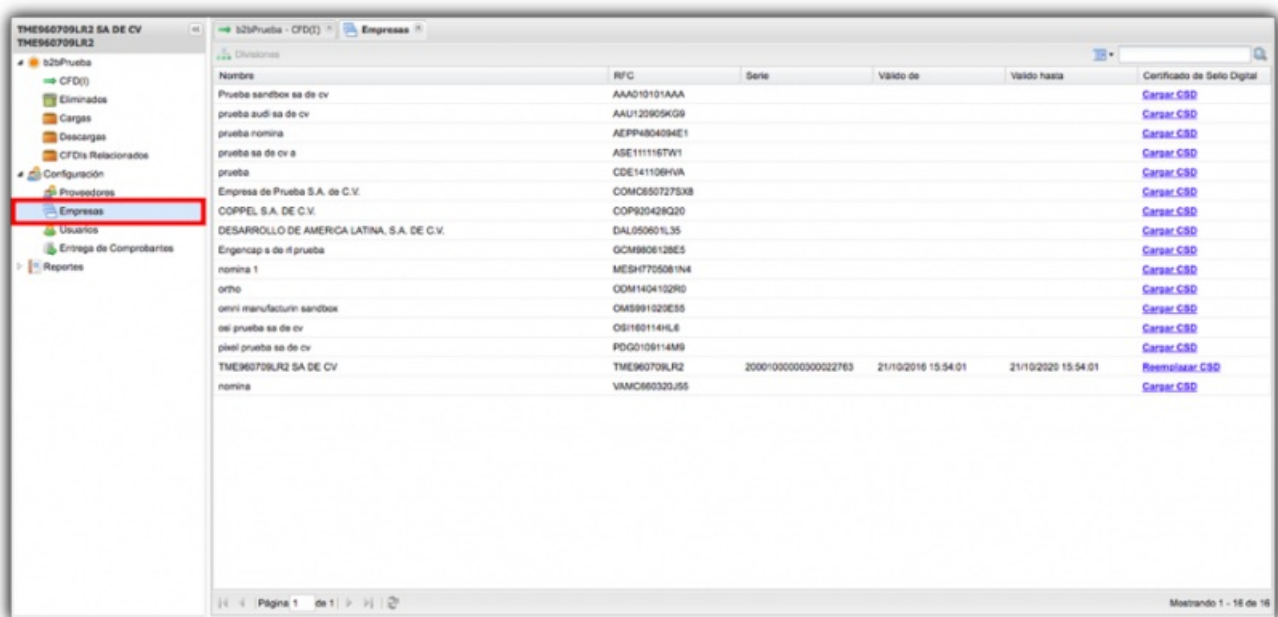 TME960709LR2 SA DE CV
TME960709LR2
b2bPrueba
CFD(I)
Eliminados
Cargas
Descargas
CFDIs Relacionados
Configuración
Proveedores
Empresas
Usuarios
Entrega de Comprobantes
Reportes
b2bPrueba - CFD(I) Empresas
Divisiones
Nombre RFC Serie Válido de Valido hasta Certificado de Sello Digital
Prueba sandbox sa de cv AAA010101AAA Cargar CSD
prueba audi sa de cv AAU120905KG9 Cargar CSD
prueba nomina AEPP4804094E1 Cargar CSD
prueba sa de cv a ASE111116TW1 Cargar CSD
prueba CDE141106HVA Cargar CSD
Empresa de Prueba S.A. de C.V. COMC650727SX8 Cargar CSD
COPPEL S.A. DE C.V. COP920428Q20 Cargar CSD
DESARROLLO DE AMERICA LATINA, S.A. DE C.V. DAL050601L35 Cargar CSD
Engencap s de rl prueba GCM9806128E5 Cargar CSD
nomina 1 MESH7705081N4 Cargar CSD
ortho ODM1404102R0 Cargar CSD
omni manufacturin sandbox OMS991020E55 Cargar CSD
osi prueba sa de cv OSI160114HL6 Cargar CSD
pixel prueba sa de cv PDG0109114M9 Cargar CSD
TME960709LR2 SA DE CV TME960709LR2 20001000000300022763 21/10/2016 15:54:01 21/10/2020 15:54:01 Reemplazar CSD
nomina VAMC660320J55 Cargar CSD
Página 1 de 1 Mostrando 1 - 16 de 16